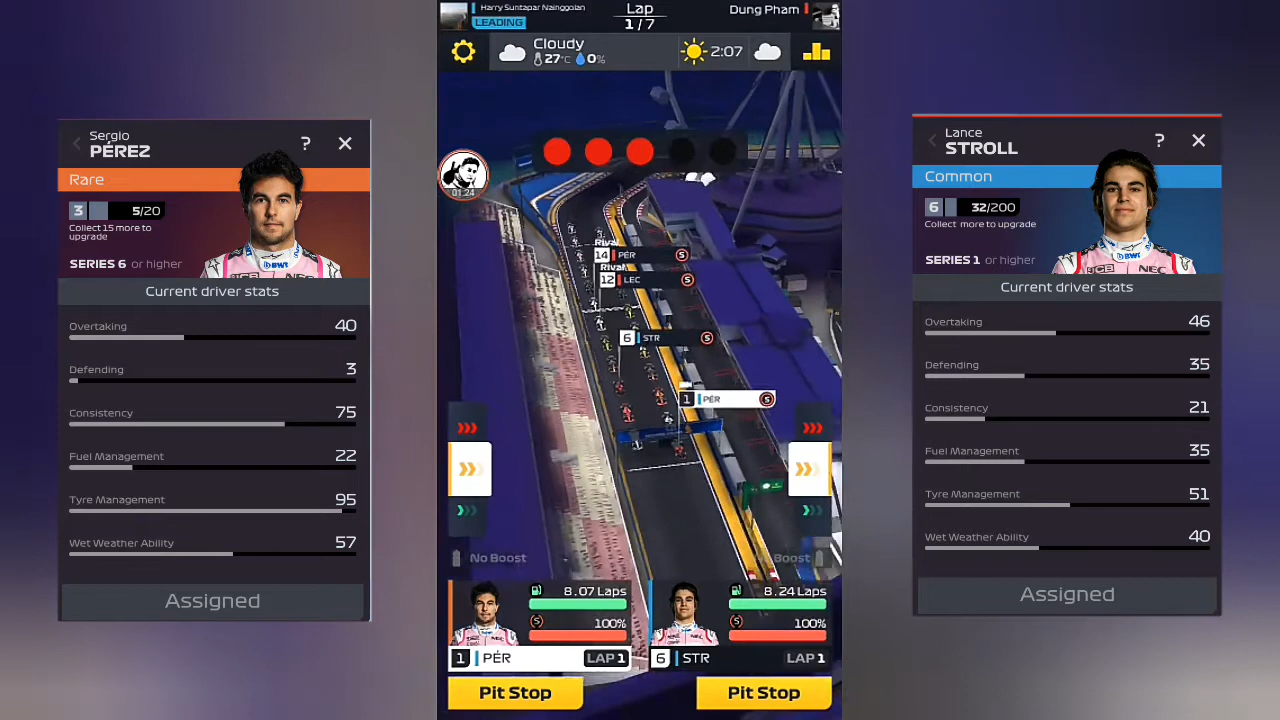 Sergio
PÉREZ
?
Rare
3
5/20
Collect 15 more to
upgrade
SERIES 6 or higher
Current driver stats
Overtaking 40
Defending 3
Consistency 75
Fuel Management 22
Tyre Management 95
Wet Weather Ability 57
Assigned
Harry Suntapar Nainggolan
LEADING
Lap
1/7
Dung Pham
Cloudy
27°C 0%
2:07
01:24
Rival
14 PÉR S
Rival
12 LEC S
6 STR S
1 PÉR S
No Boost
Boost
8.07 Laps
S 100%
1 PÉR LAP 1
8.24 Laps
S 100%
6 STR LAP 1
Pit Stop
Pit Stop
Lance
STROLL
?
Common
6
32/200
Collect more to upgrade
SERIES 1 or higher
Current driver stats
Overtaking 46
Defending 35
Consistency 21
Fuel Management 35
Tyre Management 51
Wet Weather Ability 40
Assigned